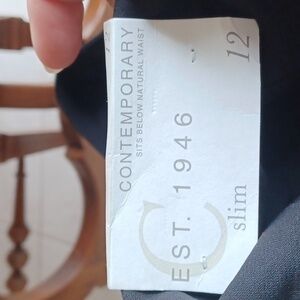 CONTEMPORARY
SITS BELOW NATURAL WAIST
C
EST. 1946
slim 12